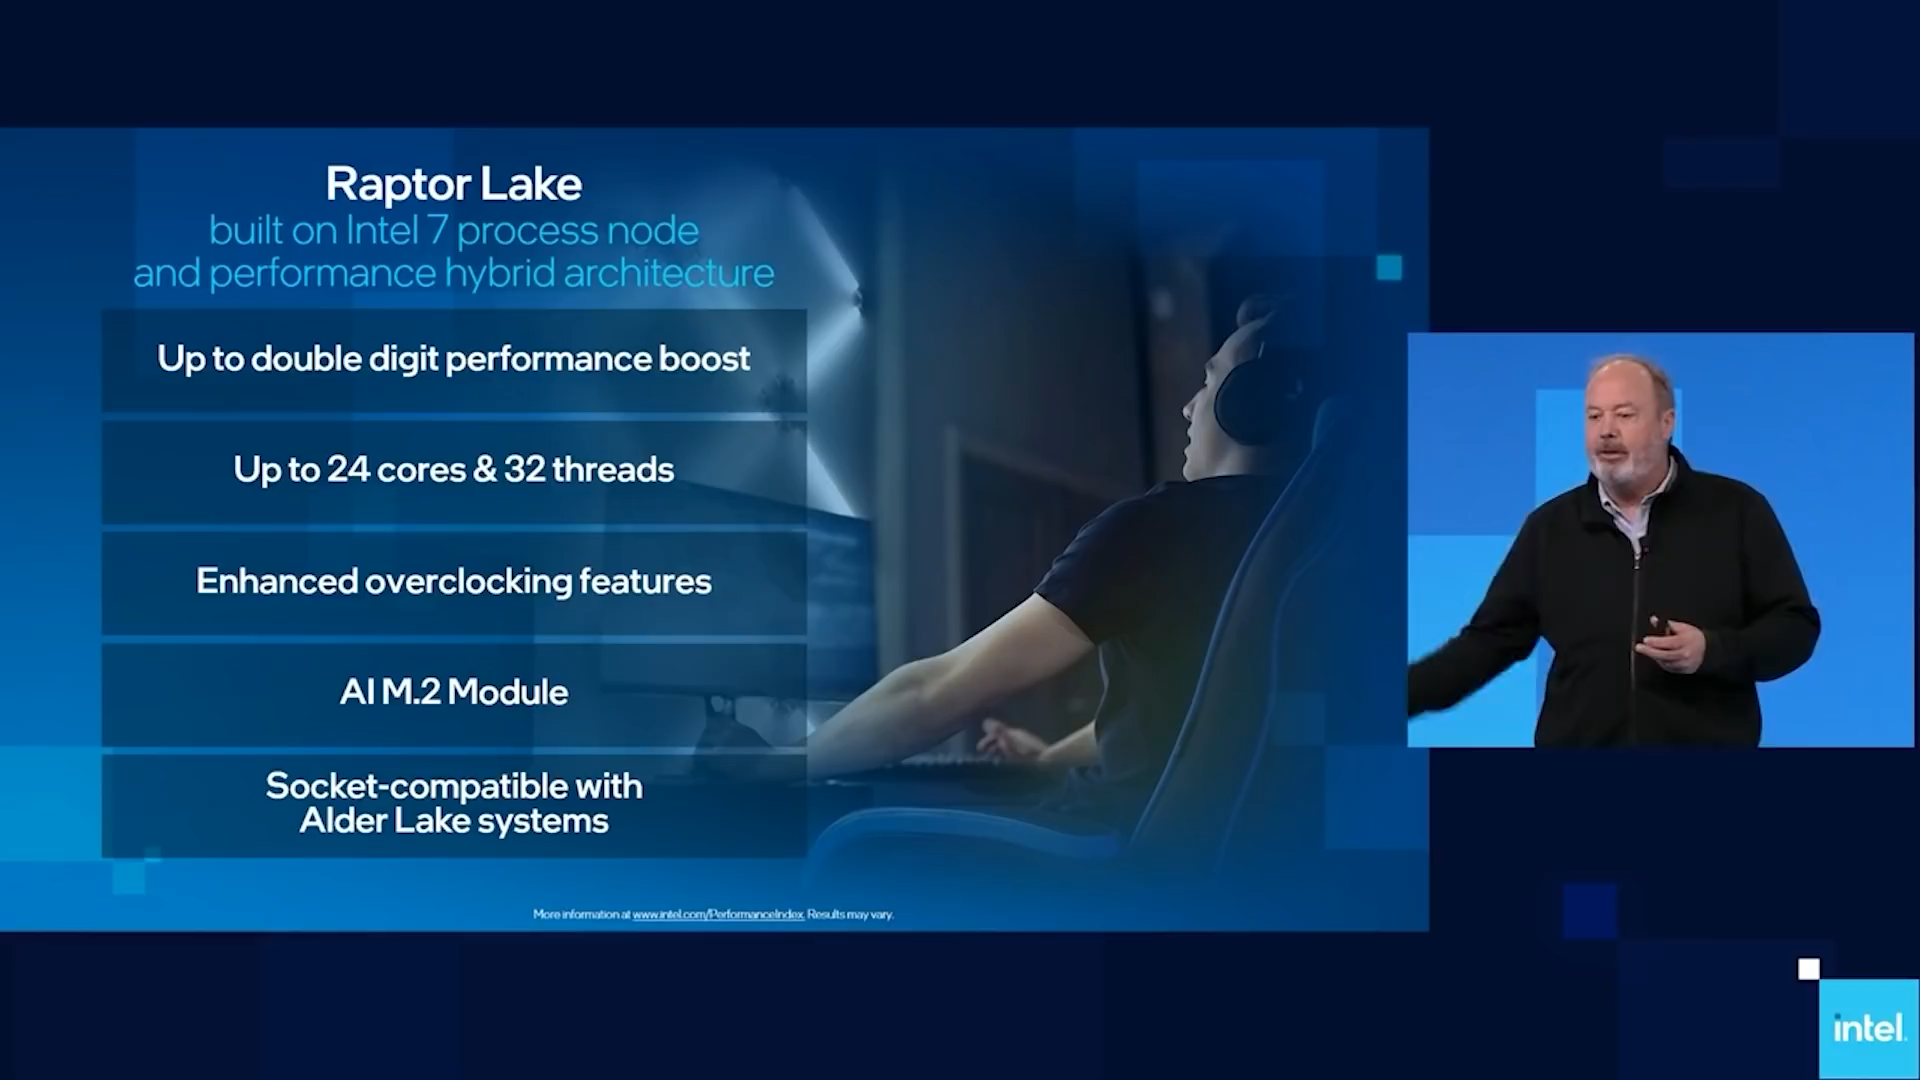 Raptor Lake
built on Intel 7 process node
and performance hybrid architecture
Up to double digit performance boost
Up to 24 cores & 32 threads
Enhanced overclocking features
AI M.2 Module
Socket-compatible with
Alder Lake systems
More information at www.intel.com/PerformanceIndex. Results may vary.
intel.